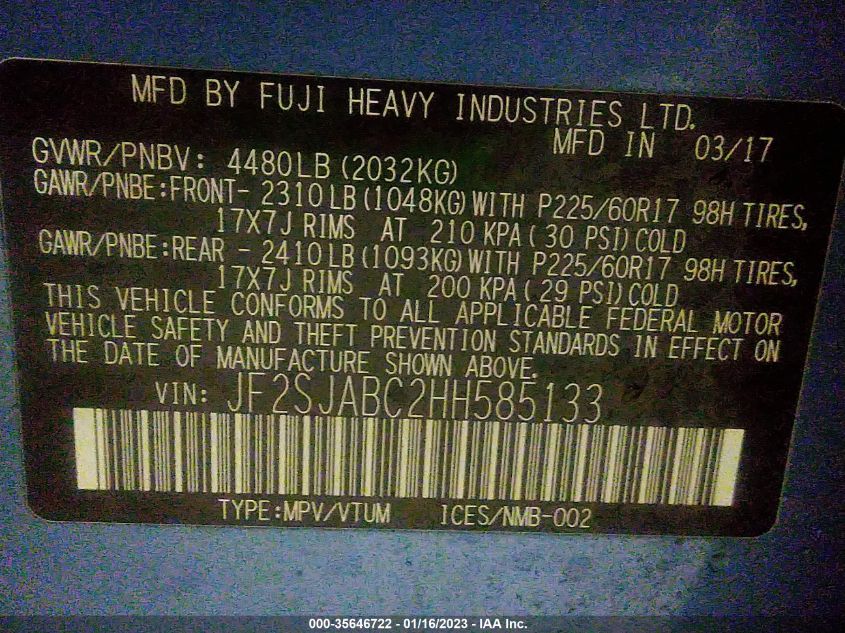 MFD BY FUJI HEAVY INDUSTRIES LTD.
MFD IN 03/17
GVWR/PNBV: 4480LB (2032KG)
GAWR/PNBE:FRONT- 2310 LB (1048KG) WITH P225/60R17 98H TIRES,
17X7J RIMS AT 210 KPA ( 30 PSI) COLD
GAWR/PNBE:REAR - 2410 LB (1093KG) WITH P225/60R17 98H TIRES,
17X7J RIMS AT 200 KPA ( 29 PSI) COLD
THIS VEHICLE CONFORMS TO ALL APPLICABLE FEDERAL MOTOR
VEHICLE SAFETY AND THEFT PREVENTION STANDARDS IN EFFECT ON
THE DATE OF MANUFACTURE SHOWN ABOVE.
VIN: JF2SJABC2HH585133
TYPE:MPV/VTUM ICES/NMB-002
000-35646722 - 01/16/2023 - IAA Inc.